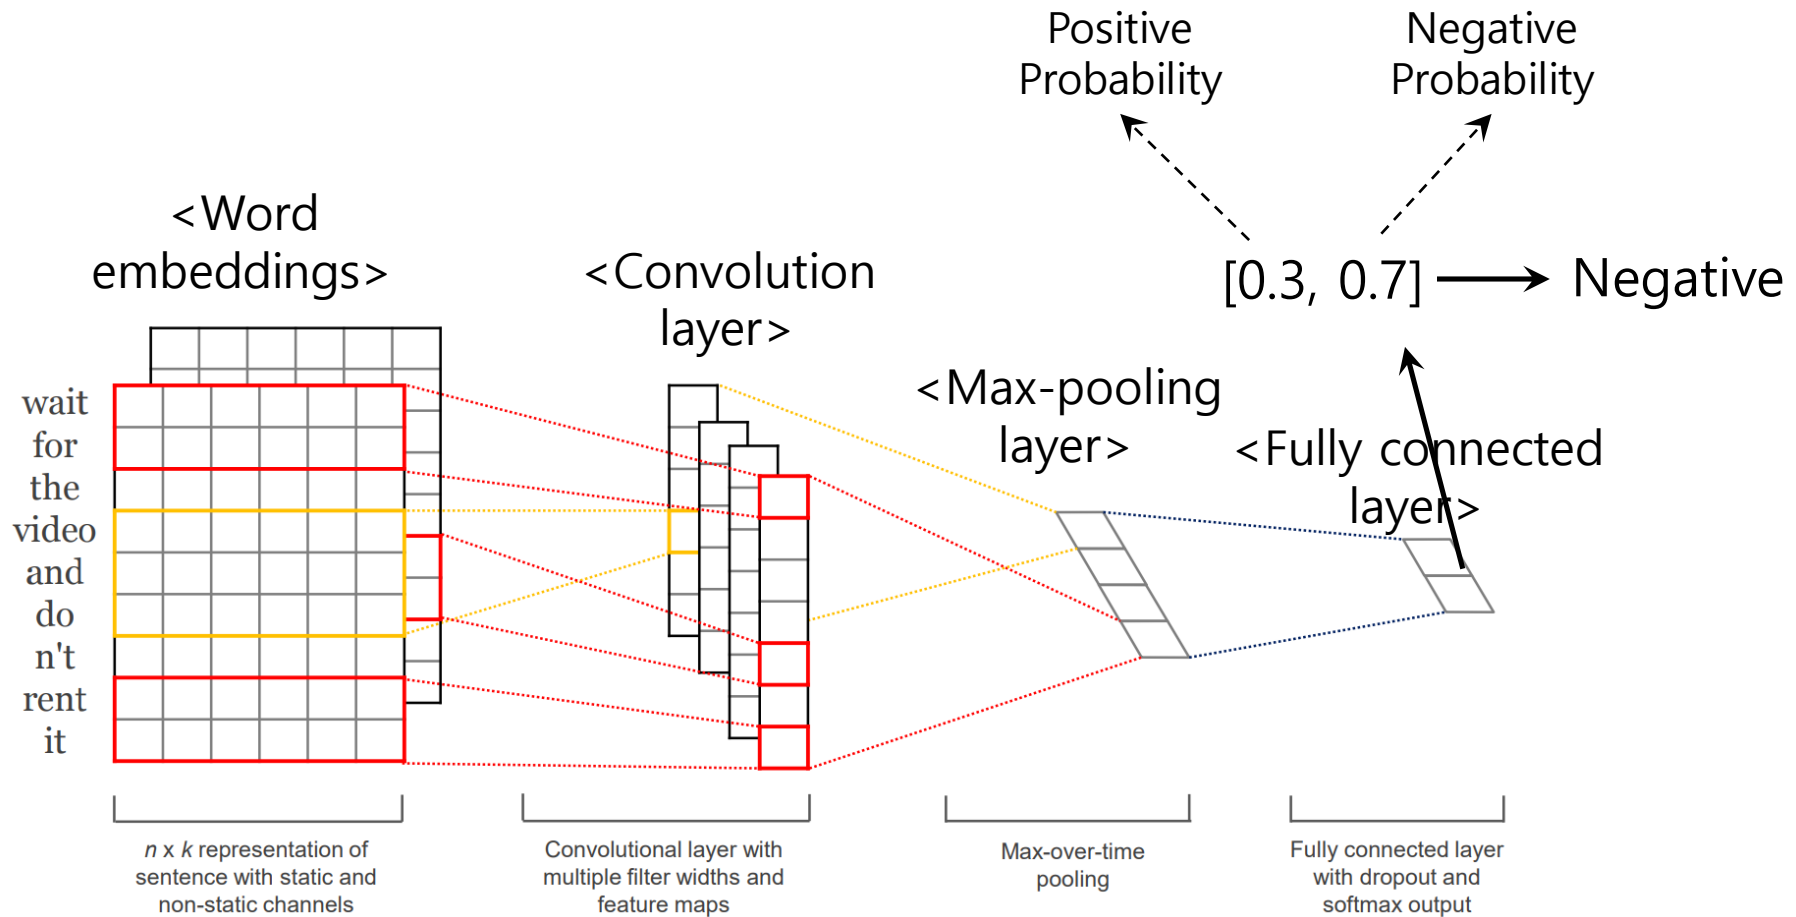 Positive
Probability
Negative
Probability
<Word
embeddings>
<Convolution
layer>
[0.3, 0.7]
Negative
<Max-pooling
layer>
<Fully connected
layer>
wait
for
the
video
and
do
n't
rent
it
n x k representation of
sentence with static and
non-static channels
Convolutional layer with
multiple filter widths and
feature maps
Max-over-time
pooling
Fully connected layer
with dropout and
softmax output